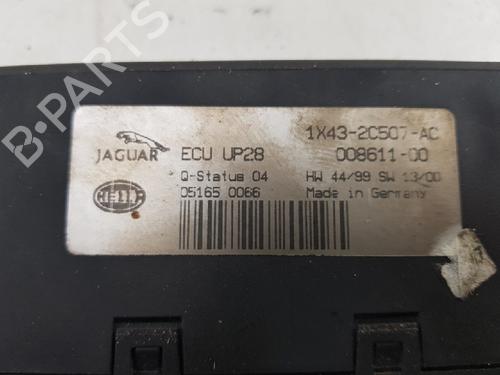 1X43-2C507-AC
JAGUAR ECU UP28 008611-00
Q-Status 04 HW 44/99 SW 13/00
HELLA 05165 0066 Made in Germany
B-PARTS